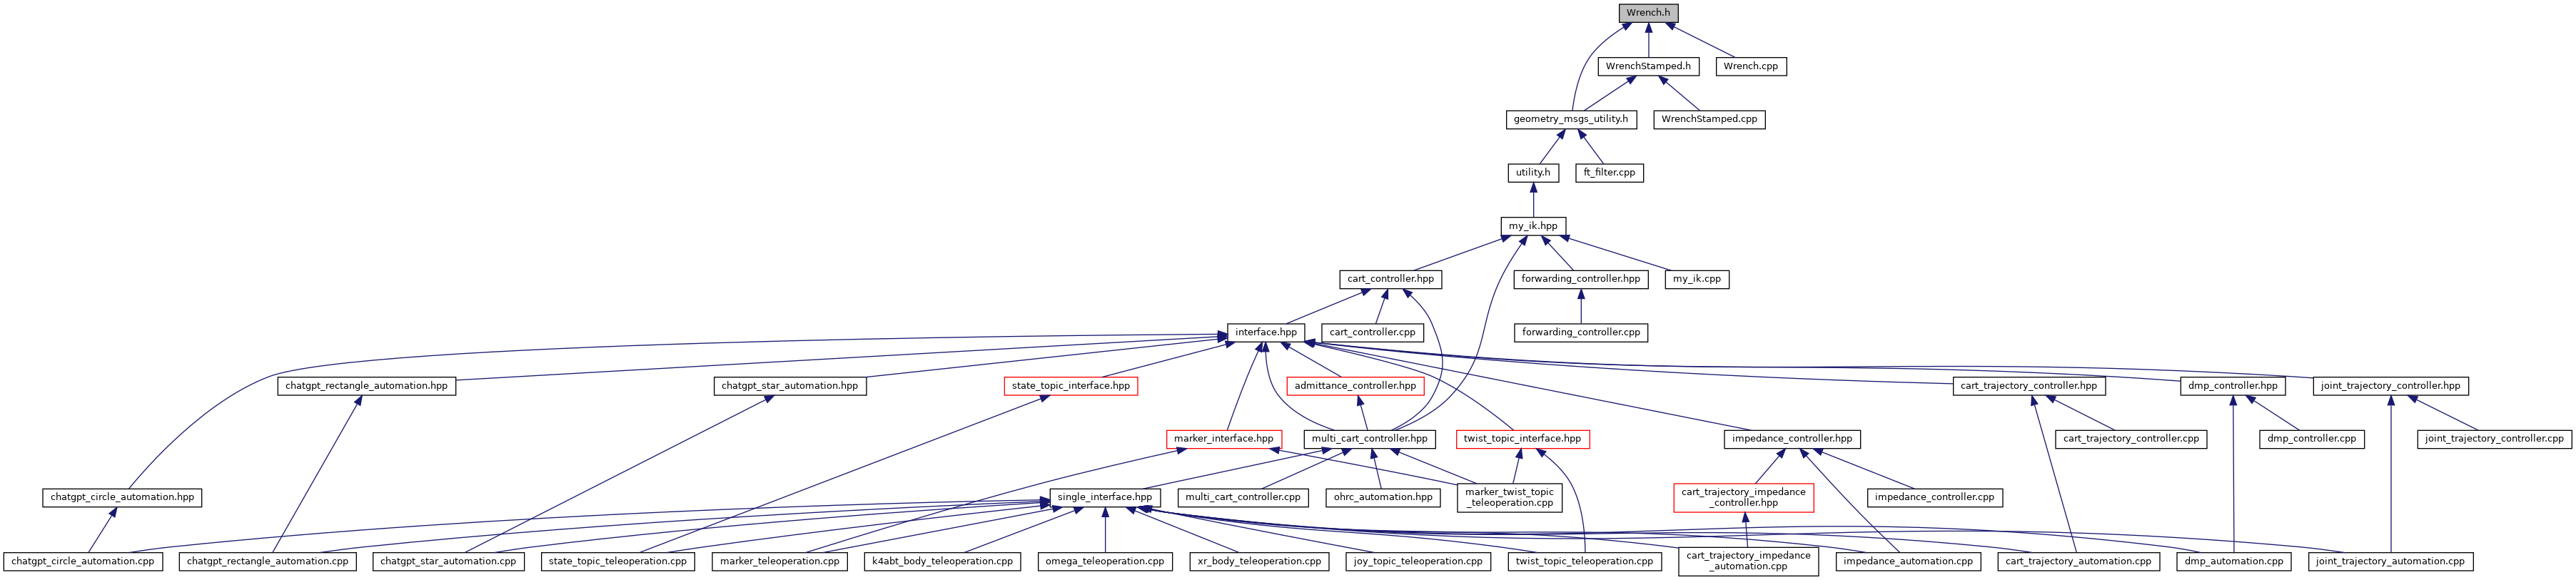 Wrench.h
WrenchStamped.h
Wrench.cpp
geometry_msgs_utility.h
WrenchStamped.cpp
utility.h
ft_filter.cpp
my_ik.hpp
cart_controller.hpp
forwarding_controller.hpp
my_ik.cpp
interface.hpp
cart_controller.cpp
forwarding_controller.cpp
chatgpt_rectangle_automation.hpp
chatgpt_star_automation.hpp
state_topic_interface.hpp
admittance_controller.hpp
cart_trajectory_controller.hpp
dmp_controller.hpp
joint_trajectory_controller.hpp
marker_interface.hpp
multi_cart_controller.hpp
twist_topic_interface.hpp
impedance_controller.hpp
cart_trajectory_controller.cpp
dmp_controller.cpp
joint_trajectory_controller.cpp
chatgpt_circle_automation.hpp
single_interface.hpp
multi_cart_controller.cpp
ohrc_automation.hpp
marker_twist_topic
_teleoperation.cpp
cart_trajectory_impedance
_controller.hpp
impedance_controller.cpp
chatgpt_circle_automation.cpp
chatgpt_rectangle_automation.cpp
chatgpt_star_automation.cpp
state_topic_teleoperation.cpp
marker_teleoperation.cpp
k4abt_body_teleoperation.cpp
omega_teleoperation.cpp
xr_body_teleoperation.cpp
joy_topic_teleoperation.cpp
twist_topic_teleoperation.cpp
cart_trajectory_impedance
_automation.cpp
impedance_automation.cpp
cart_trajectory_automation.cpp
dmp_automation.cpp
joint_trajectory_automation.cpp